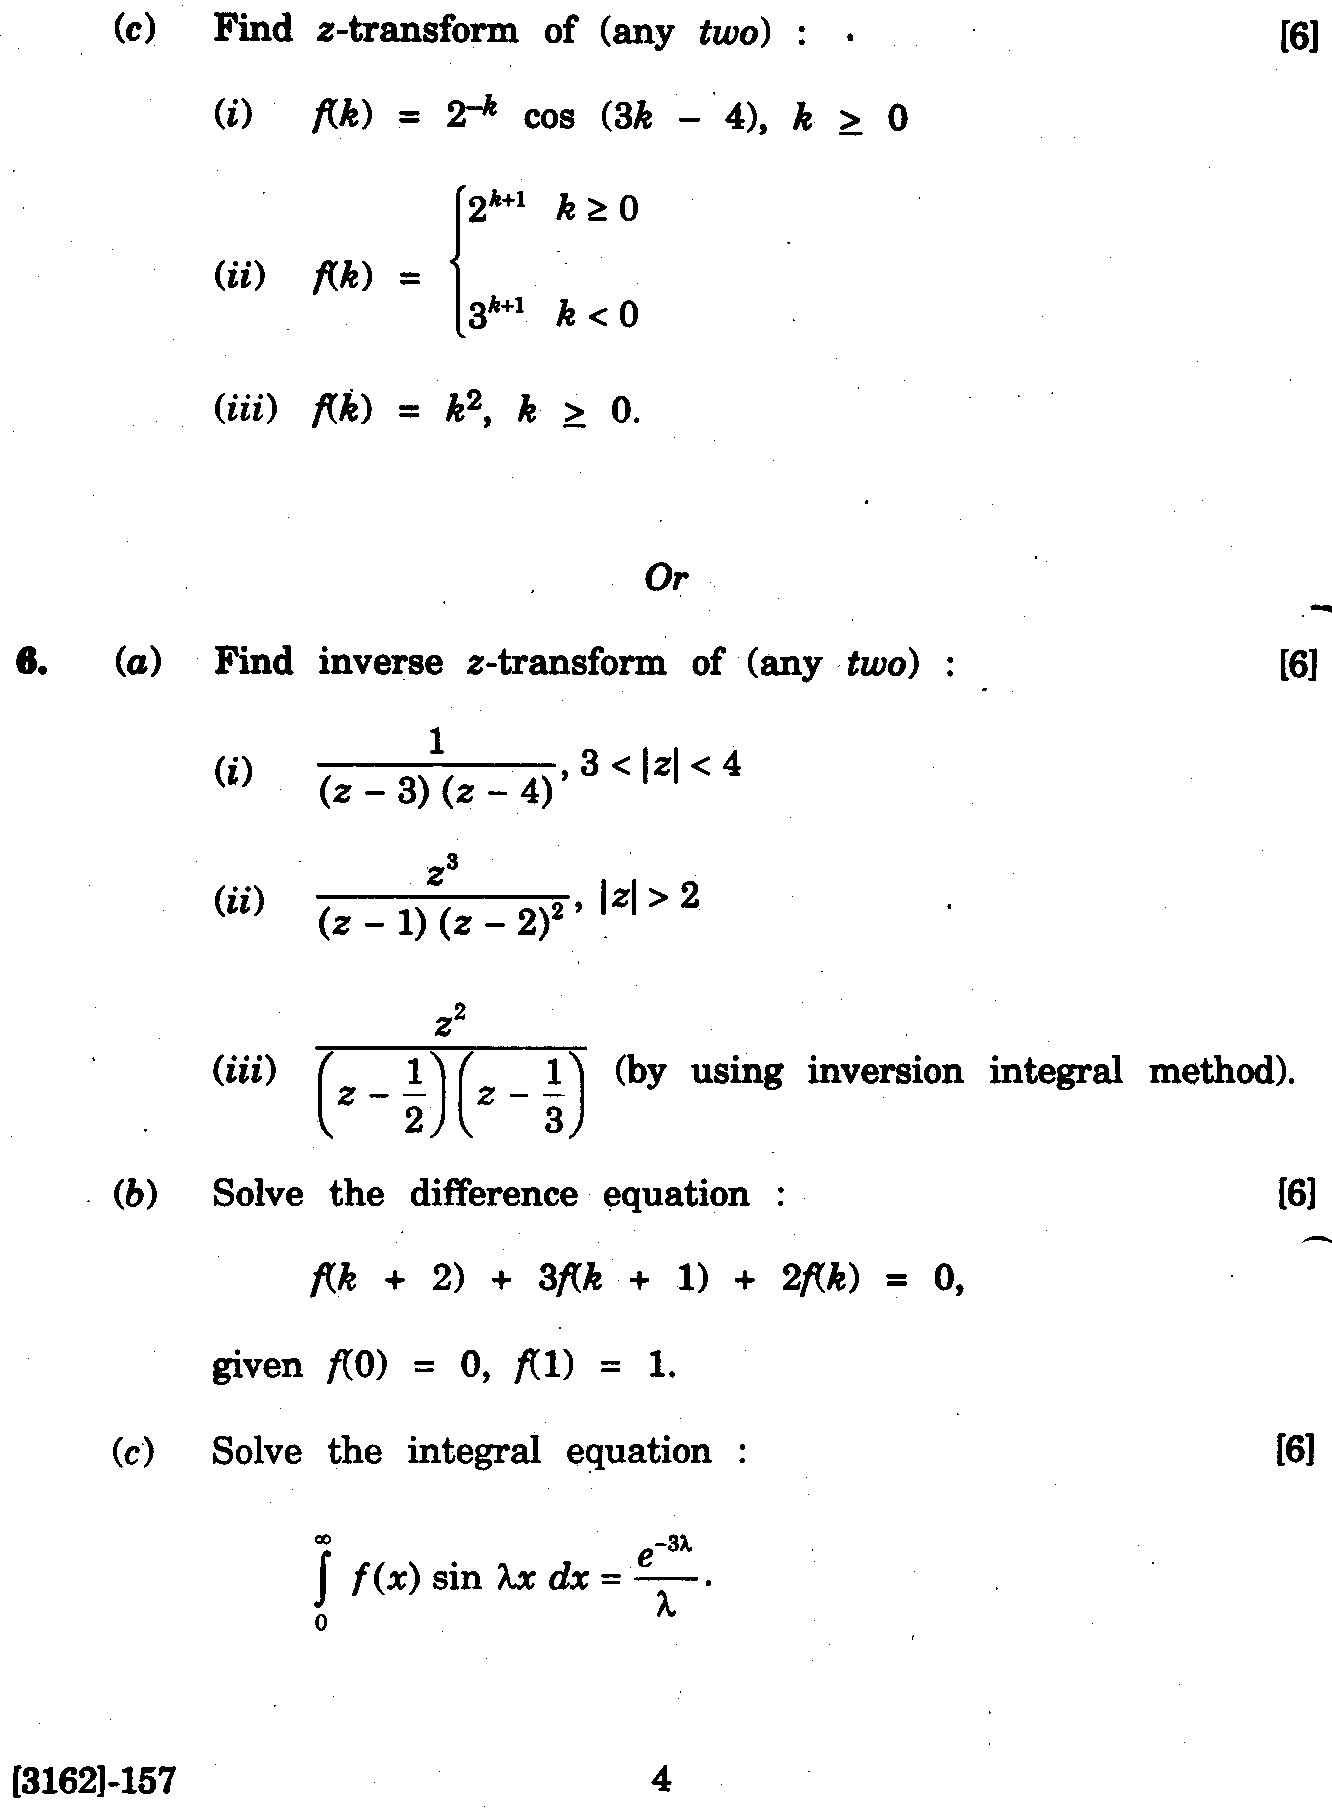 (c) Find z-transform of (any two) : [6]
(i) f(k) = 2^{-k} cos (3k – 4), k ≥ 0
(ii) f(k) = { 2^{k+1} k ≥ 0
3^{k+1} k < 0
(iii) f(k) = k², k ≥ 0.
Or
6. (a) Find inverse z-transform of (any two) : [6]
(i) 1 / (z – 3) (z – 4), 3 < |z| < 4
(ii) z³ / (z – 1) (z – 2)², |z| > 2
(iii) z² / (z – 1/2) (z – 1/3) (by using inversion integral method).
(b) Solve the difference equation : [6]
f(k + 2) + 3f(k + 1) + 2f(k) = 0,
given f(0) = 0, f(1) = 1.
(c) Solve the integral equation : [6]
∫₀^∞ f(x) sin λx dx = e^{-3λ} / λ.
[3162]-157 4